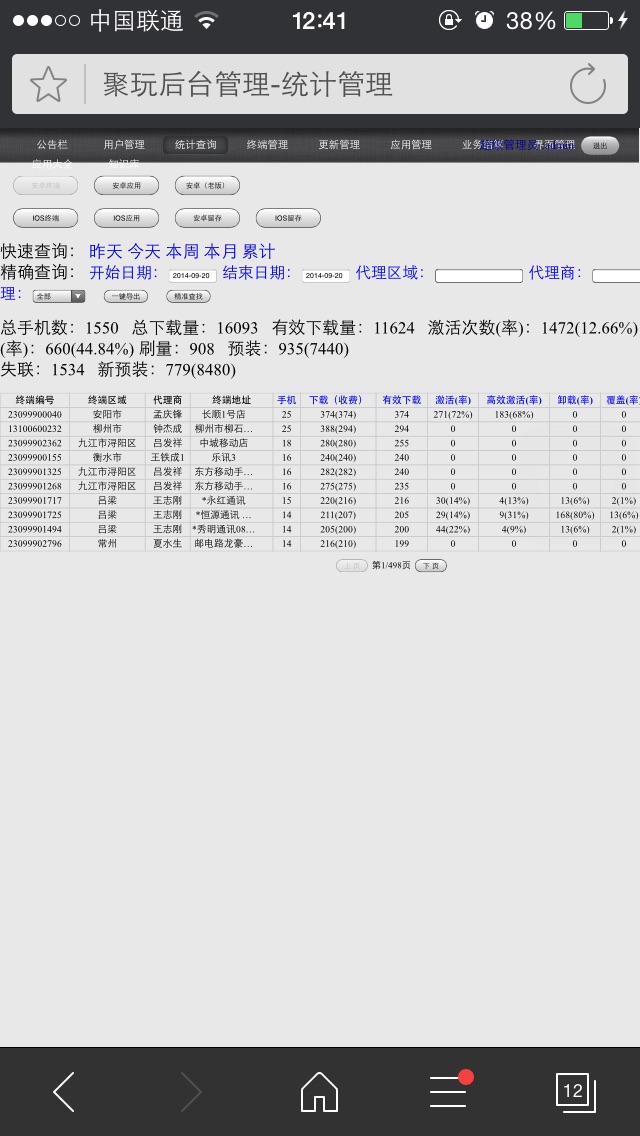 中国联通 12:41 38%
聚玩后台管理-统计管理
公告栏 用户管理 统计查询 终端管理 更新管理 应用管理 界面管理 退出
应用大全 知识库
安卓终端 安卓应用 安卓（老版）
IOS终端 IOS应用 安卓留存 IOS留存
快速查询： 昨天 今天 本周 本月 累计
精确查询： 开始日期： 2014-09-20 结束日期： 2014-09-20 代理区域： 代理商：
理： 全部 一键导出 精准查找
总手机数：1550 总下载量：16093 有效下载量：11624 激活次数(率)：1472(12.66%)
(率)：660(44.84%) 刷量：908 预装：935(7440)
失联：1534 新预装：779(8480)
终端编号 终端区域 代理商 终端地址 手机 下载（收费） 有效下载 激活(率) 高效激活(率) 卸载(率) 覆盖(率
23099900040 安阳市 孟庆锋 长顺1号店 25 374(374) 374 271(72%) 183(68%) 0 0
13100600232 柳州市 钟杰成 柳州市柳石... 25 388(294) 294 0 0 0 0
23099902362 九江市浔阳区 吕发祥 中城移动店 18 280(280) 255 0 0 0 0
23099900155 衡水市 王铁成1 乐讯3 16 240(240) 240 0 0 0 0
23099901325 九江市浔阳区 吕发祥 东方移动手... 16 282(282) 240 0 0 0 0
23099901268 九江市浔阳区 吕发祥 东方移动手... 16 275(275) 235 0 0 0 0
23099901717 吕梁 王志刚 *永红通讯 15 220(216) 216 30(14%) 4(13%) 13(6%) 2(1%)
23099901725 吕梁 王志刚 *恒源通讯 ... 14 211(207) 205 29(14%) 9(31%) 168(80%) 13(6%)
23099901494 吕梁 王志刚 *秀明通讯08... 14 205(200) 200 44(22%) 4(9%) 13(6%) 2(1%)
23099902796 常州 夏水生 邮电路龙豪... 14 216(210) 199 0 0 0 0
上 页 第1/498页 下 页
12